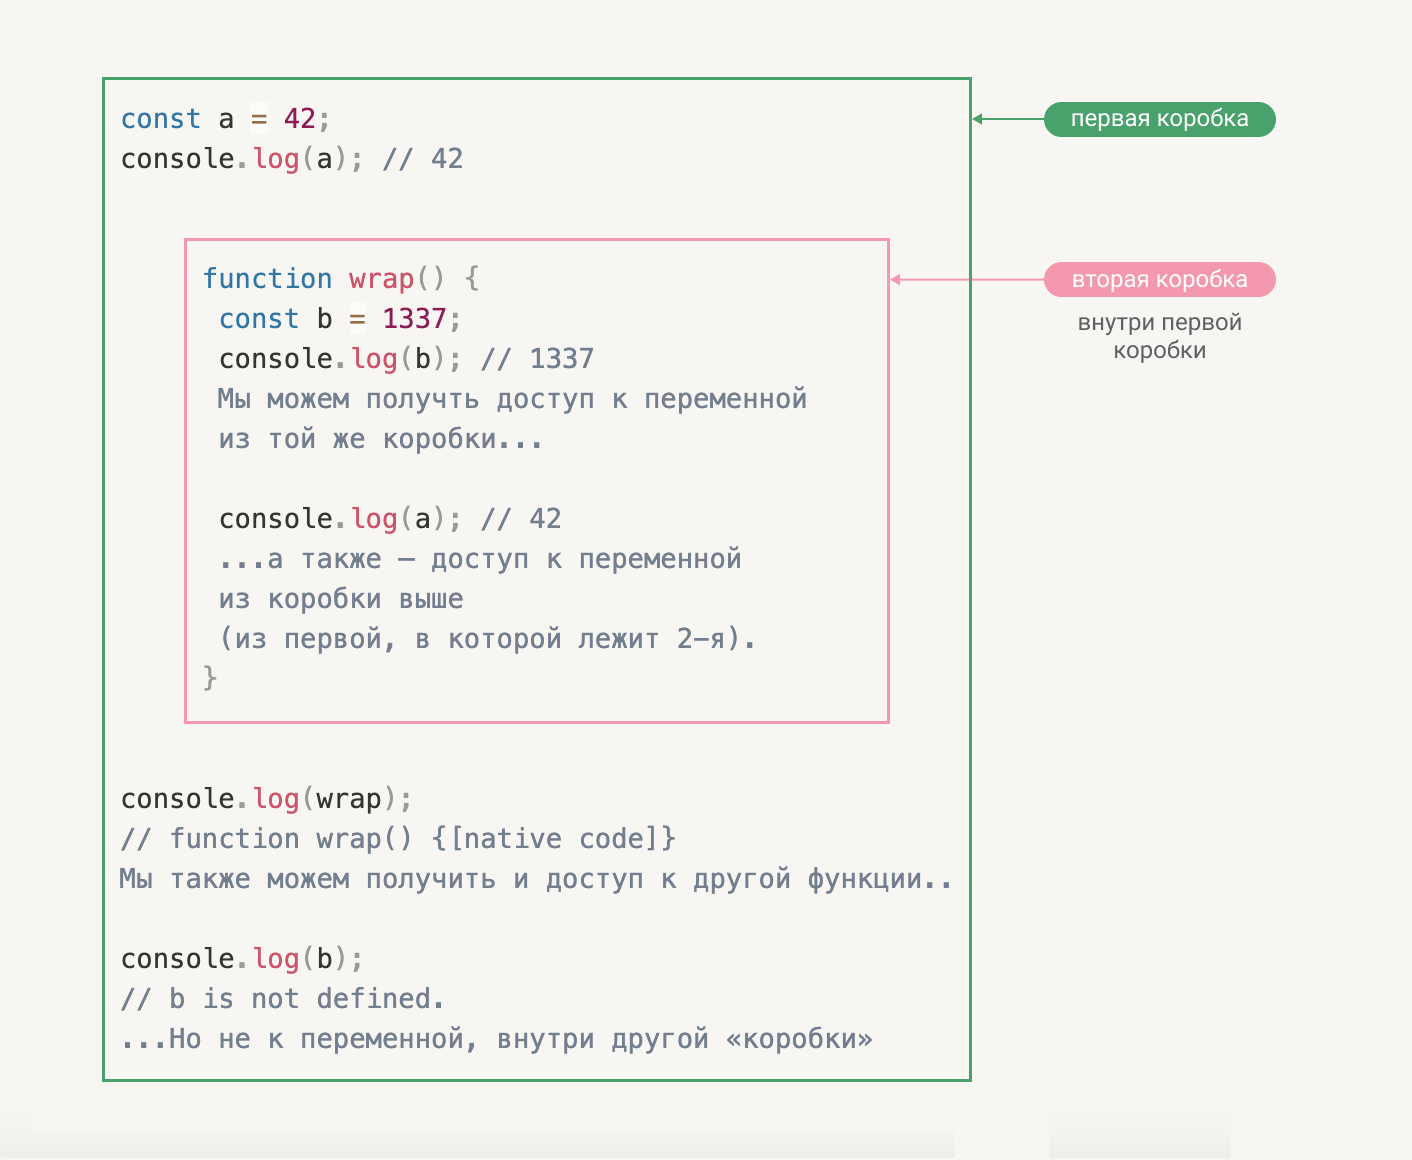 const a = 42;
console.log(a); // 42
первая коробка
function wrap() {
const b = 1337;
console.log(b); // 1337
Мы можем получть доступ к переменной
из той же коробки...
console.log(a); // 42
...а также — доступ к переменной
из коробки выше
(из первой, в которой лежит 2-я).
}
вторая коробка
внутри первой
коробки
console.log(wrap);
// function wrap() {[native code]}
Мы также можем получить и доступ к другой функции..
console.log(b);
// b is not defined.
...Но не к переменной, внутри другой «коробки»